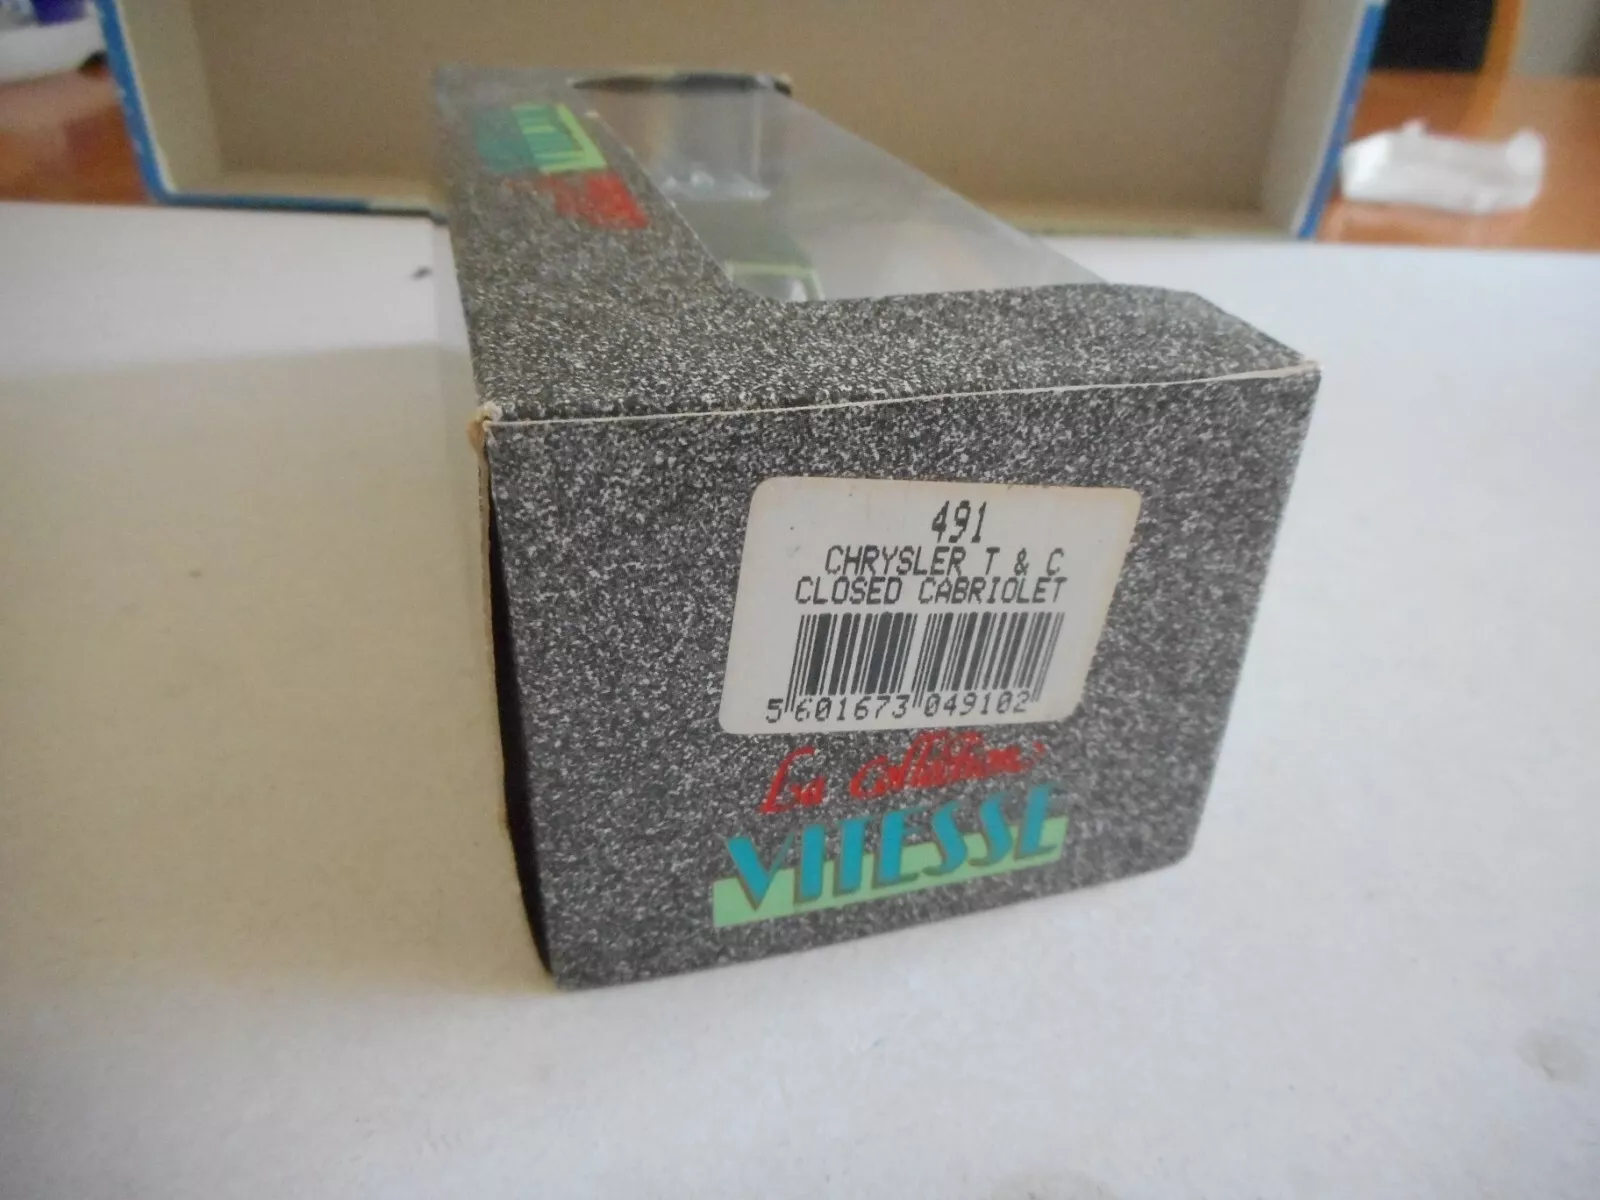 491
CHRYSLER T & C
CLOSED CABRIOLET
5 601673 049102
La Collection
VITESSE